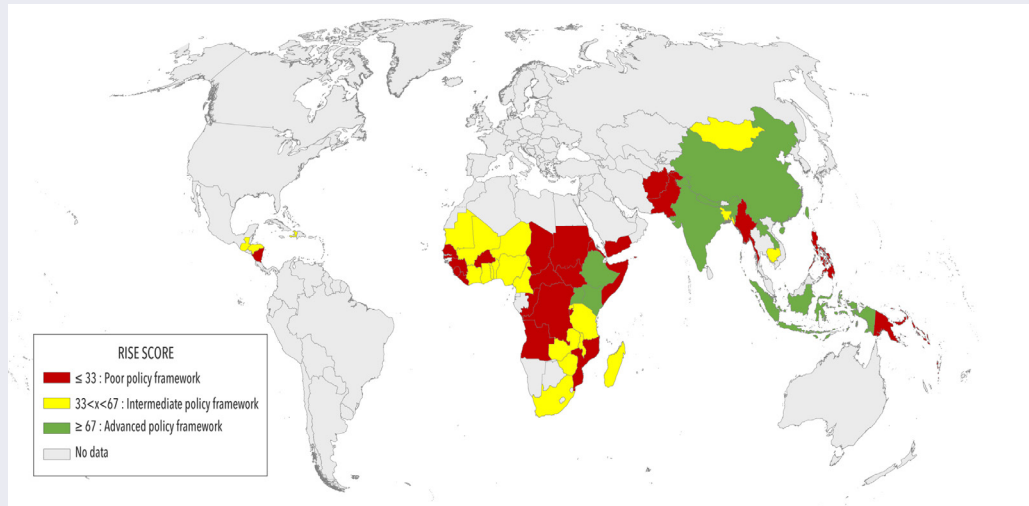 RISE SCORE
≤ 33 : Poor policy framework
33<x<67 : Intermediate policy framework
≥ 67 : Advanced policy framework
No data